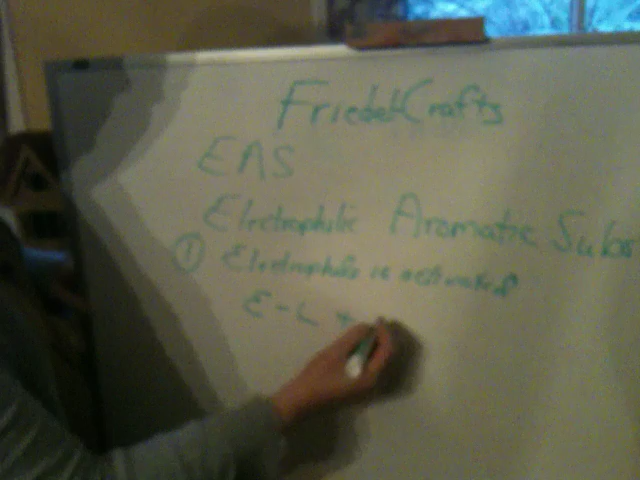 Friedel Crafts
EAS
Electrophilic Aromatic Subs
① Electrophile is activated
E-L +